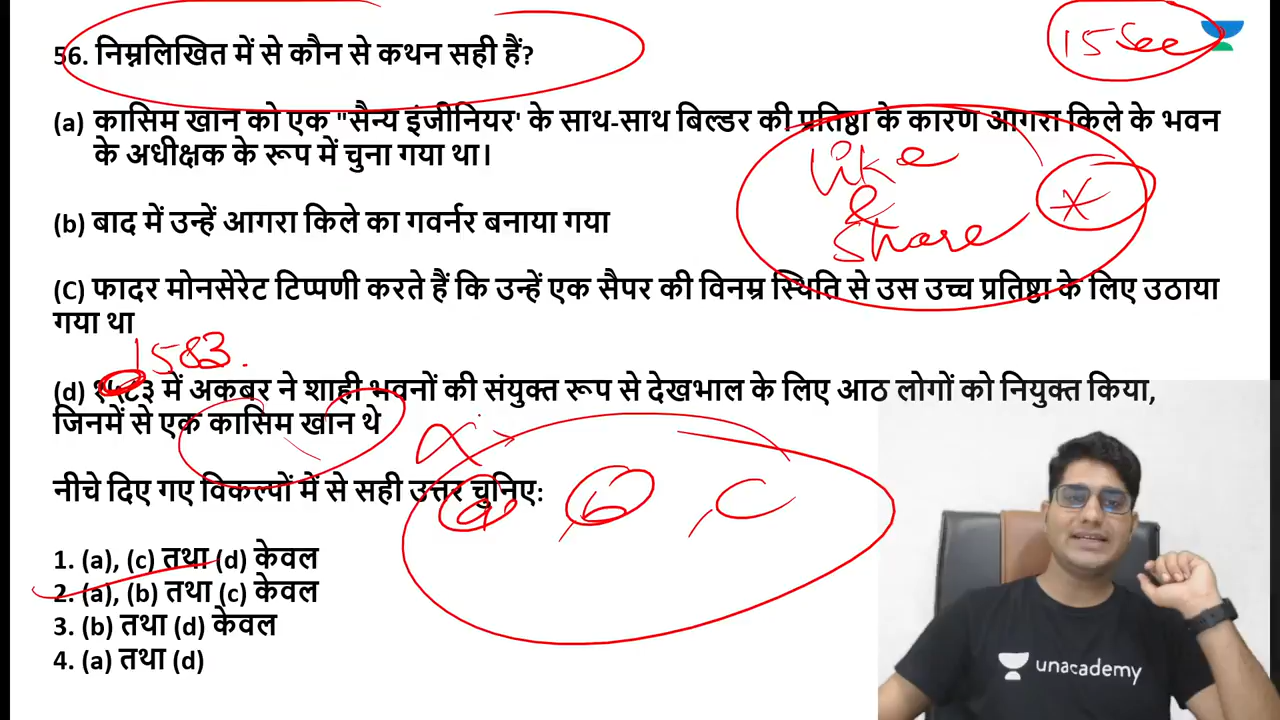 56. निम्नलिखित में से कौन से कथन सही हैं?
15 See
(a) कासिम खान को एक "सैन्य इंजीनियर' के साथ-साथ बिल्डर की प्रतिष्ठा के कारण आगरा किले के भवन
के अधीक्षक के रूप में चुना गया था।
Like
&
Share
(b) बाद में उन्हें आगरा किले का गवर्नर बनाया गया
(C) फादर मोनसेरेट टिप्पणी करते हैं कि उन्हें एक सैपर की विनम्र स्थिति से उस उच्च प्रतिष्ठा के लिए उठाया
गया था
1583.
(d) १५८३ में अकबर ने शाही भवनों की संयुक्त रूप से देखभाल के लिए आठ लोगों को नियुक्त किया,
जिनमें से एक कासिम खान थे
नीचे दिए गए विकल्पों में से सही उत्तर चुनिए:
a, b, c
1. (a), (c) तथा (d) केवल
2. (a), (b) तथा (c) केवल
3. (b) तथा (d) केवल
4. (a) तथा (d)
unacademy